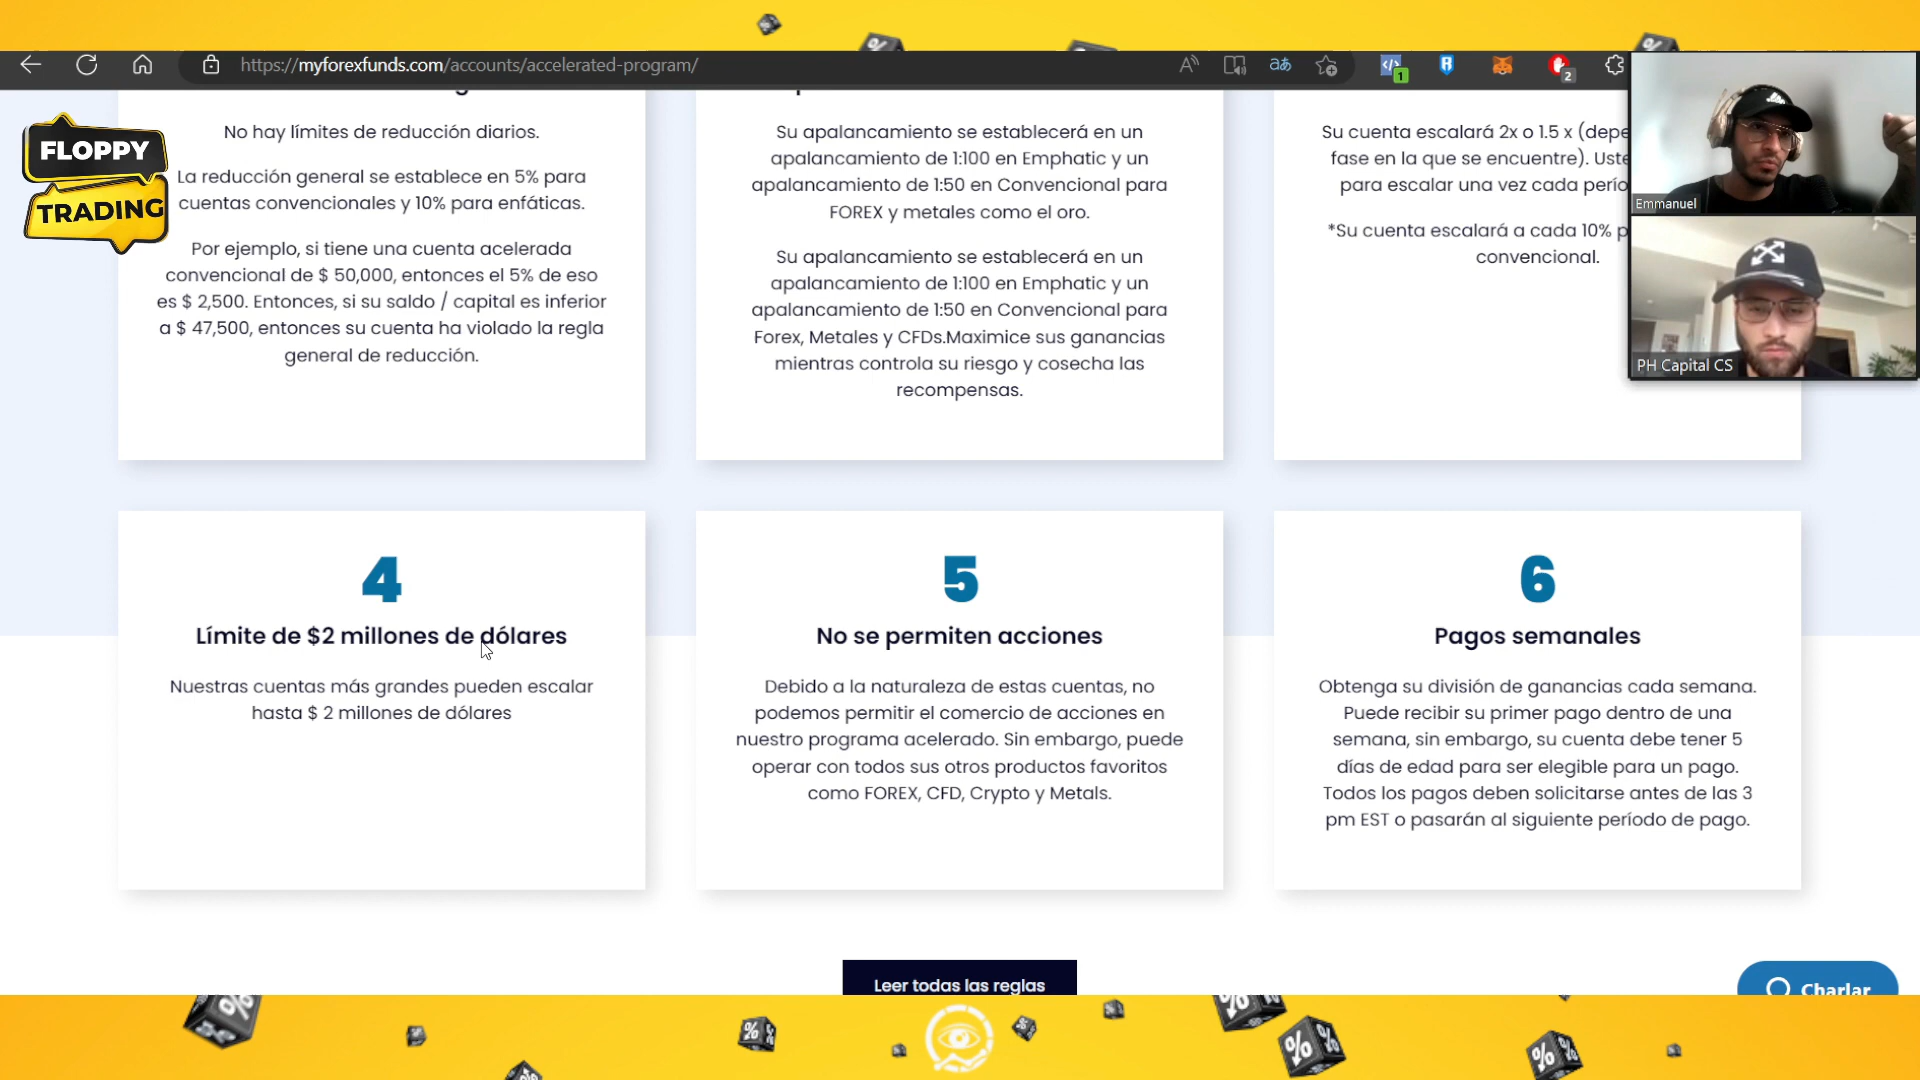 https://myforexfunds.com/accounts/accelerated-program/
1
2
FLOPPY
TRADING
No hay límites de reducción diarios.
La reducción general se establece en 5% para
cuentas convencionales y 10% para enfáticas.
Por ejemplo, si tiene una cuenta acelerada
convencional de $ 50,000, entonces el 5% de eso
es $ 2,500. Entonces, si su saldo / capital es inferior
a $ 47,500, entonces su cuenta ha violado la regla
general de reducción.
Su apalancamiento se establecerá en un
apalancamiento de 1:100 en Emphatic y un
apalancamiento de 1:50 en Convencional para
FOREX y metales como el oro.
Su apalancamiento se establecerá en un
apalancamiento de 1:100 en Emphatic y un
apalancamiento de 1:50 en Convencional para
Forex, Metales y CFDs.Maximice sus ganancias
mientras controla su riesgo y cosecha las
recompensas.
Su cuenta escalará 2x o 1.5 x (depe
fase en la que se encuentre). Uste
para escalar una vez cada perío
*Su cuenta escalará a cada 10% p
convencional.
Emmanuel
PH Capital CS
4
Límite de $2 millones de dólares
Nuestras cuentas más grandes pueden escalar
hasta $ 2 millones de dólares
5
No se permiten acciones
Debido a la naturaleza de estas cuentas, no
podemos permitir el comercio de acciones en
nuestro programa acelerado. Sin embargo, puede
operar con todos sus otros productos favoritos
como FOREX, CFD, Crypto y Metals.
6
Pagos semanales
Obtenga su división de ganancias cada semana.
Puede recibir su primer pago dentro de una
semana, sin embargo, su cuenta debe tener 5
días de edad para ser elegible para un pago.
Todos los pagos deben solicitarse antes de las 3
pm EST o pasarán al siguiente período de pago.
Leer todas las reglas
Charlar